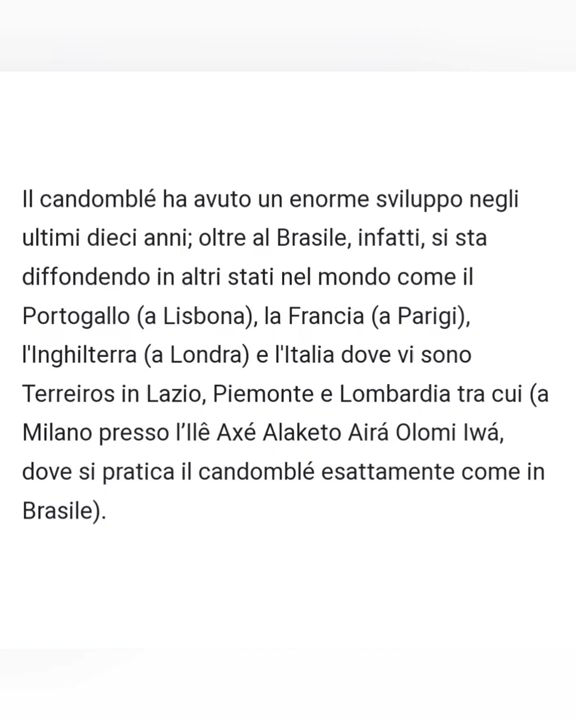 Il candomblé ha avuto un enorme sviluppo negli
ultimi dieci anni; oltre al Brasile, infatti, si sta
diffondendo in altri stati nel mondo come il
Portogallo (a Lisbona), la Francia (a Parigi),
l'Inghilterra (a Londra) e l'Italia dove vi sono
Terreiros in Lazio, Piemonte e Lombardia tra cui (a
Milano presso l’Ilê Axé Alaketo Airá Olomi Iwá,
dove si pratica il candomblé esattamente come in
Brasile).